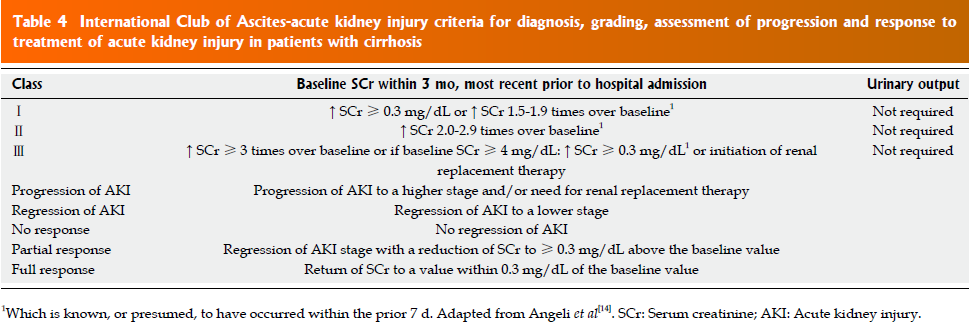 Table 4 International Club of Ascites-acute kidney injury criteria for diagnosis, grading, assessment of progression and response to
treatment of acute kidney injury in patients with cirrhosis
Class Baseline SCr within 3 mo, most recent prior to hospital admission Urinary output
Ⅰ ↑ SCr ≥ 0.3 mg/dL or ↑ SCr 1.5-1.9 times over baseline¹ Not required
Ⅱ ↑ SCr 2.0-2.9 times over baseline¹ Not required
Ⅲ ↑ SCr ≥ 3 times over baseline or if baseline SCr ≥ 4 mg/dL: ↑ SCr ≥ 0.3 mg/dL¹ or initiation of renal Not required
replacement therapy
Progression of AKI Progression of AKI to a higher stage and/or need for renal replacement therapy
Regression of AKI Regression of AKI to a lower stage
No response No regression of AKI
Partial response Regression of AKI stage with a reduction of SCr to ≥ 0.3 mg/dL above the baseline value
Full response Return of SCr to a value within 0.3 mg/dL of the baseline value
¹Which is known, or presumed, to have occurred within the prior 7 d. Adapted from Angeli et al[14]. SCr: Serum creatinine; AKI: Acute kidney injury.